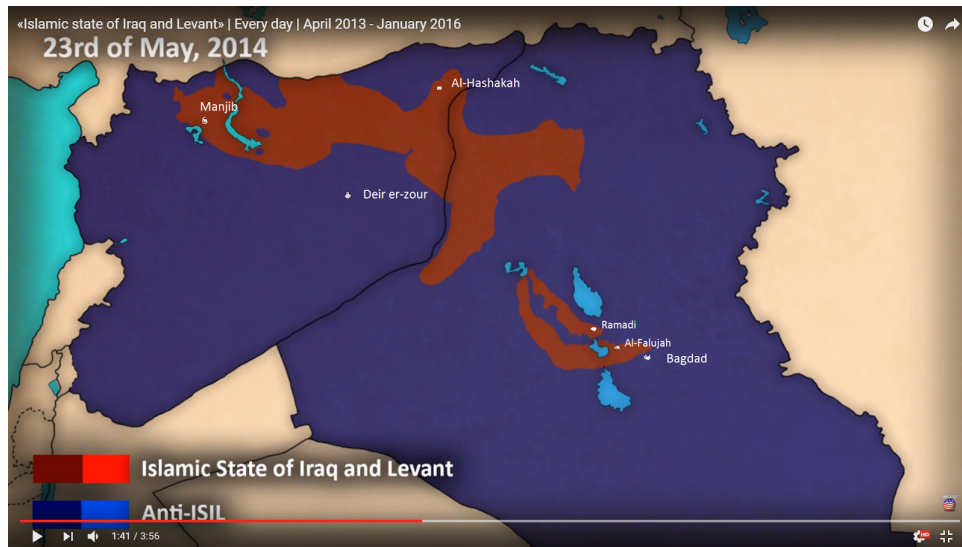 «Islamic state of Iraq and Levant» | Every day | April 2013 - January 2016
23rd of May, 2014
Al-Hashakah
Manjib
Deir er-zour
Ramadi
Al-Falujah
Bagdad
Islamic State of Iraq and Levant
Anti-ISIL
1:41 / 3:56
HD